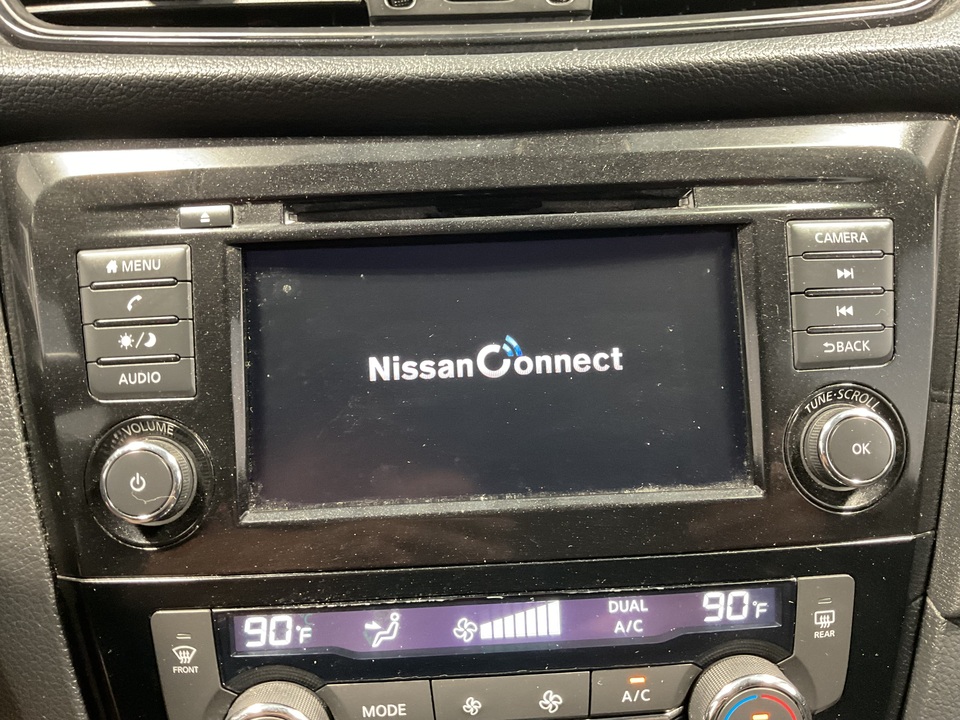 MENU
AUDIO
VOLUME
NissanConnect
CAMERA
BACK
TUNE·SCROLL
OK
90°F
DUAL
A/C
90°F
FRONT
REAR
MODE
A/C